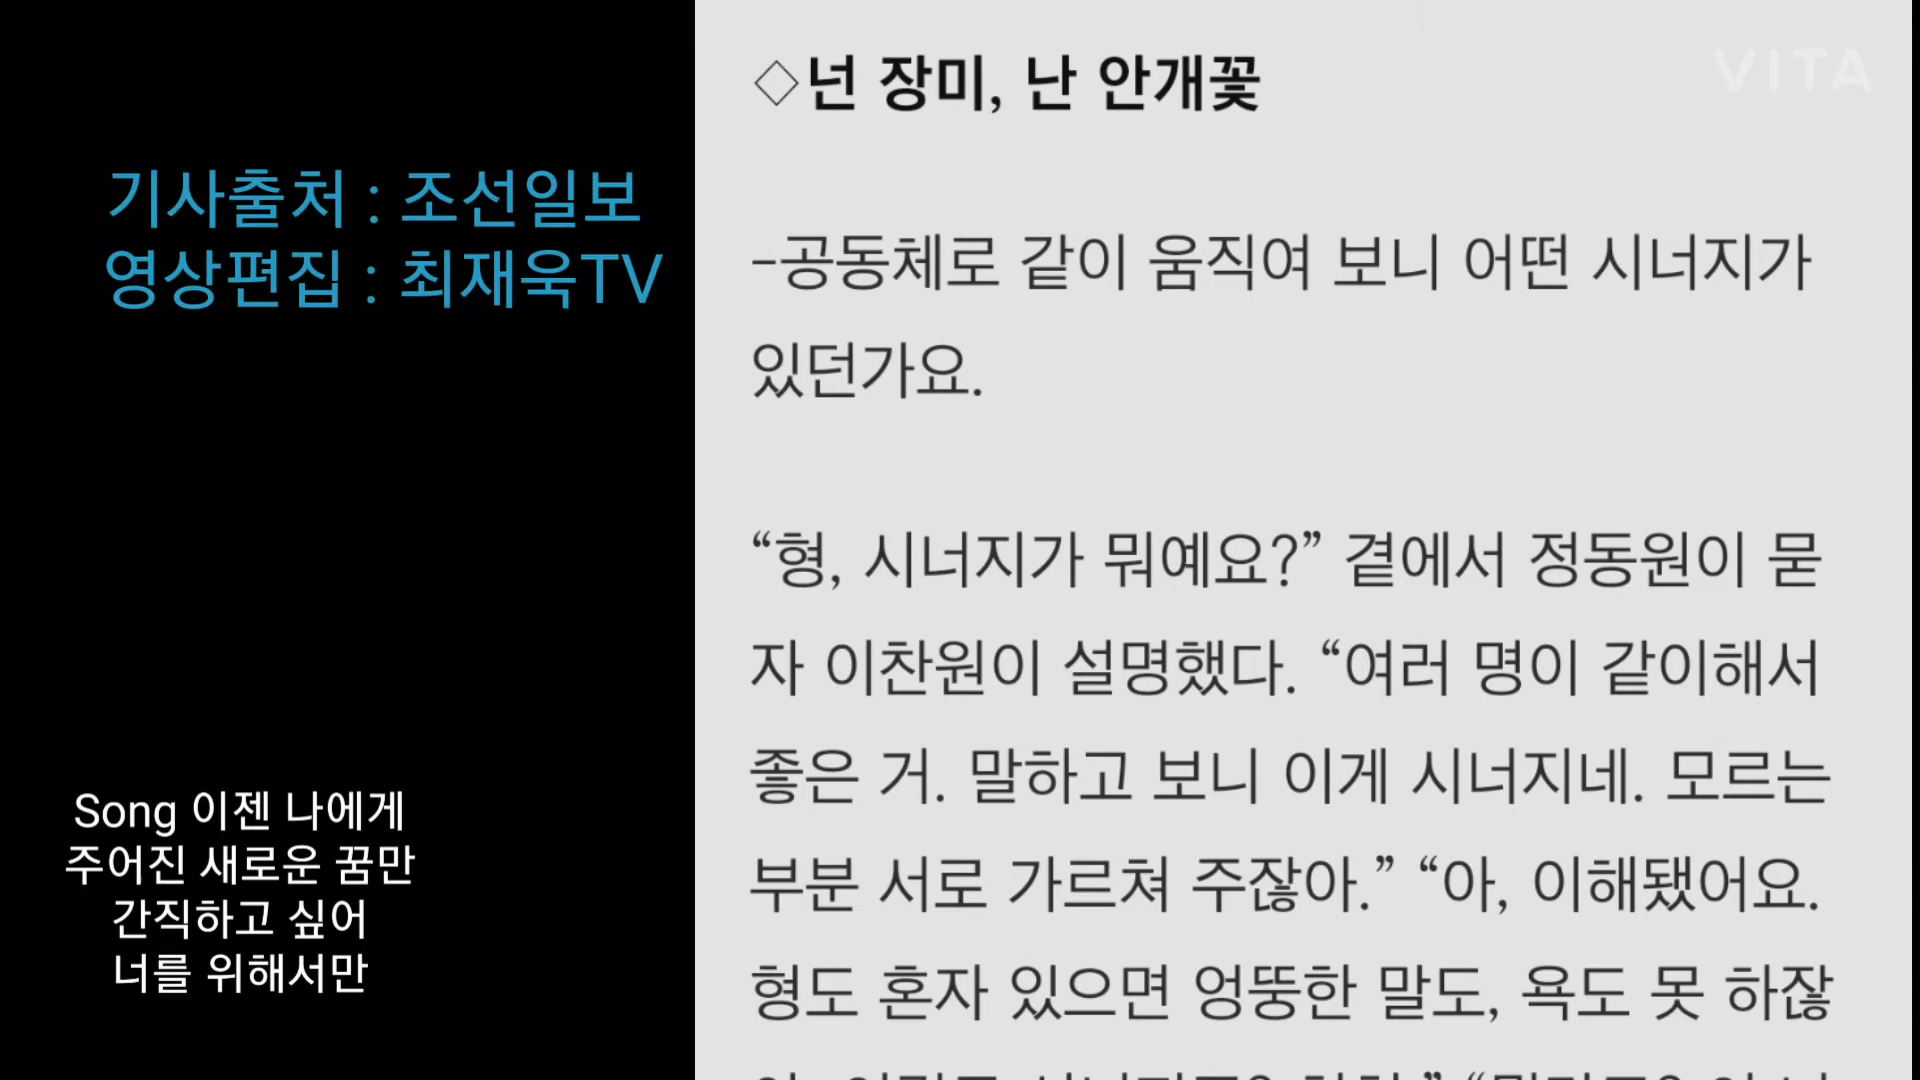 기사출처 : 조선일보
영상편집 : 최재욱TV
Song 이젠 나에게
주어진 새로운 꿈만
간직하고 싶어
너를 위해서만
VITA
◇넌 장미, 난 안개꽃
-공동체로 같이 움직여 보니 어떤 시너지가
있던가요.
“형, 시너지가 뭐예요?” 곁에서 정동원이 묻
자 이찬원이 설명했다. “여러 명이 같이해서
좋은 거. 말하고 보니 이게 시너지네. 모르는
부분 서로 가르쳐 주잖아.” “아, 이해됐어요.
형도 혼자 있으면 엉뚱한 말도, 욕도 못 하잖